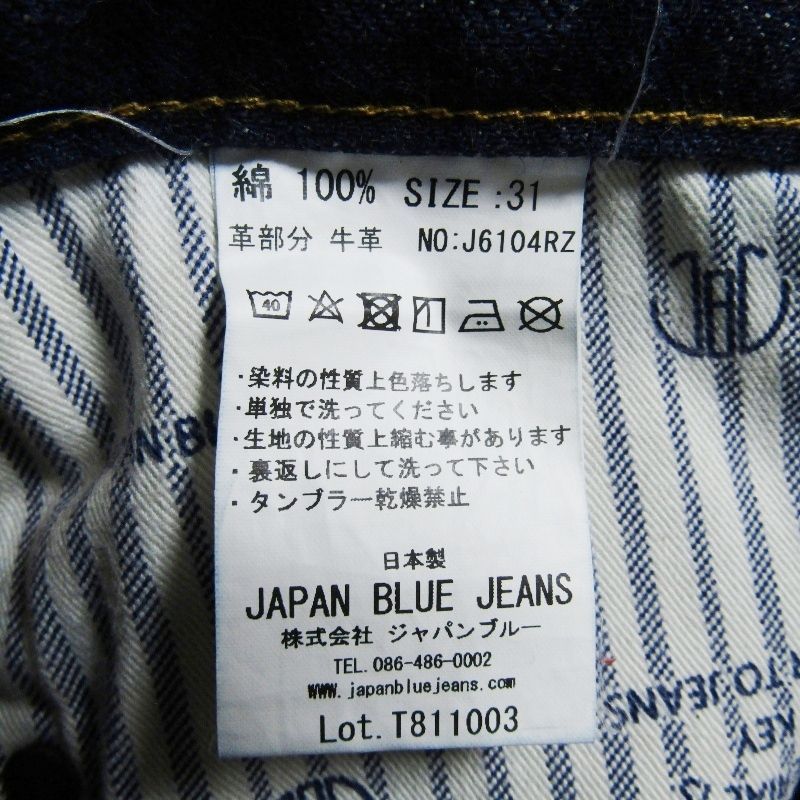 綿 100% SIZE :31
革部分 牛革 NO:J6104RZ
40
・染料の性質上色落ちします
・単独で洗ってください
・生地の性質上縮む事があります
・裏返しにして洗って下さい
・タンブラー乾燥禁止
日本製
JAPAN BLUE JEANS
株式会社 ジャパンブルー
TEL. 086-486-0002
www.japanbluejeans.com
Lot. T811003
TO JEANS
KEY